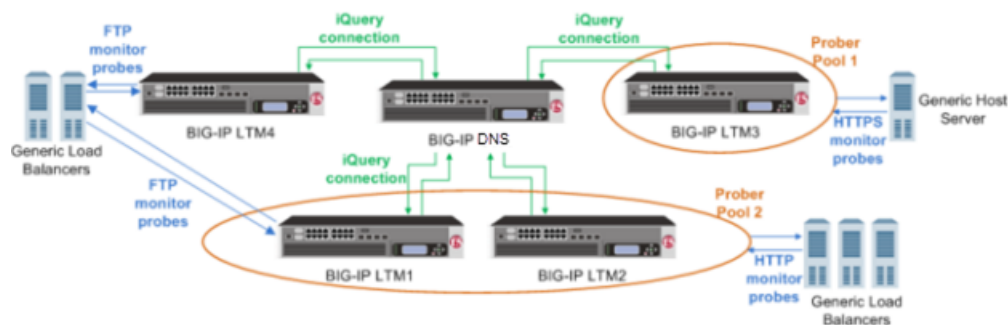 FTP
monitor
probes
iQuery
connection
iQuery
connection
Prober
Pool 1
BIG-IP LTM4
BIG-IP DNS
BIG-IP LTM3
Generic Host
Server
HTTPS
monitor
probes
Generic Load
Balancers
iQuery
connection
FTP
monitor
probes
Prober
Pool 2
BIG-IP LTM1
BIG-IP LTM2
HTTP
monitor
probes
Generic Load
Balancers